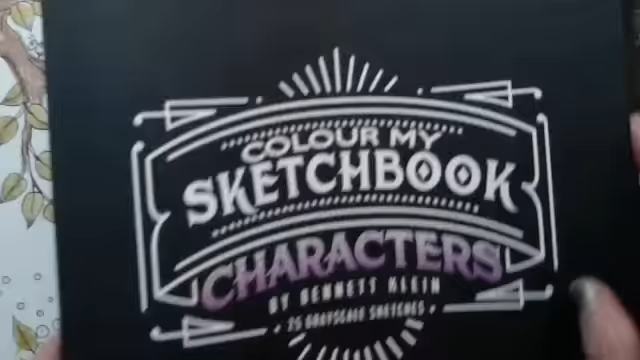 COLOUR MY
SKETCHBOOK
CHARACTERS
BY BENNETT KLEIN
25 GRAYSCALE SKETCHES